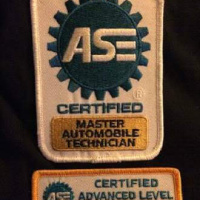 ASE
®
CERTIFIED
MASTER
AUTOMOBILE
TECHNICIAN
CERTIFIED
ASE ADVANCED LEVEL